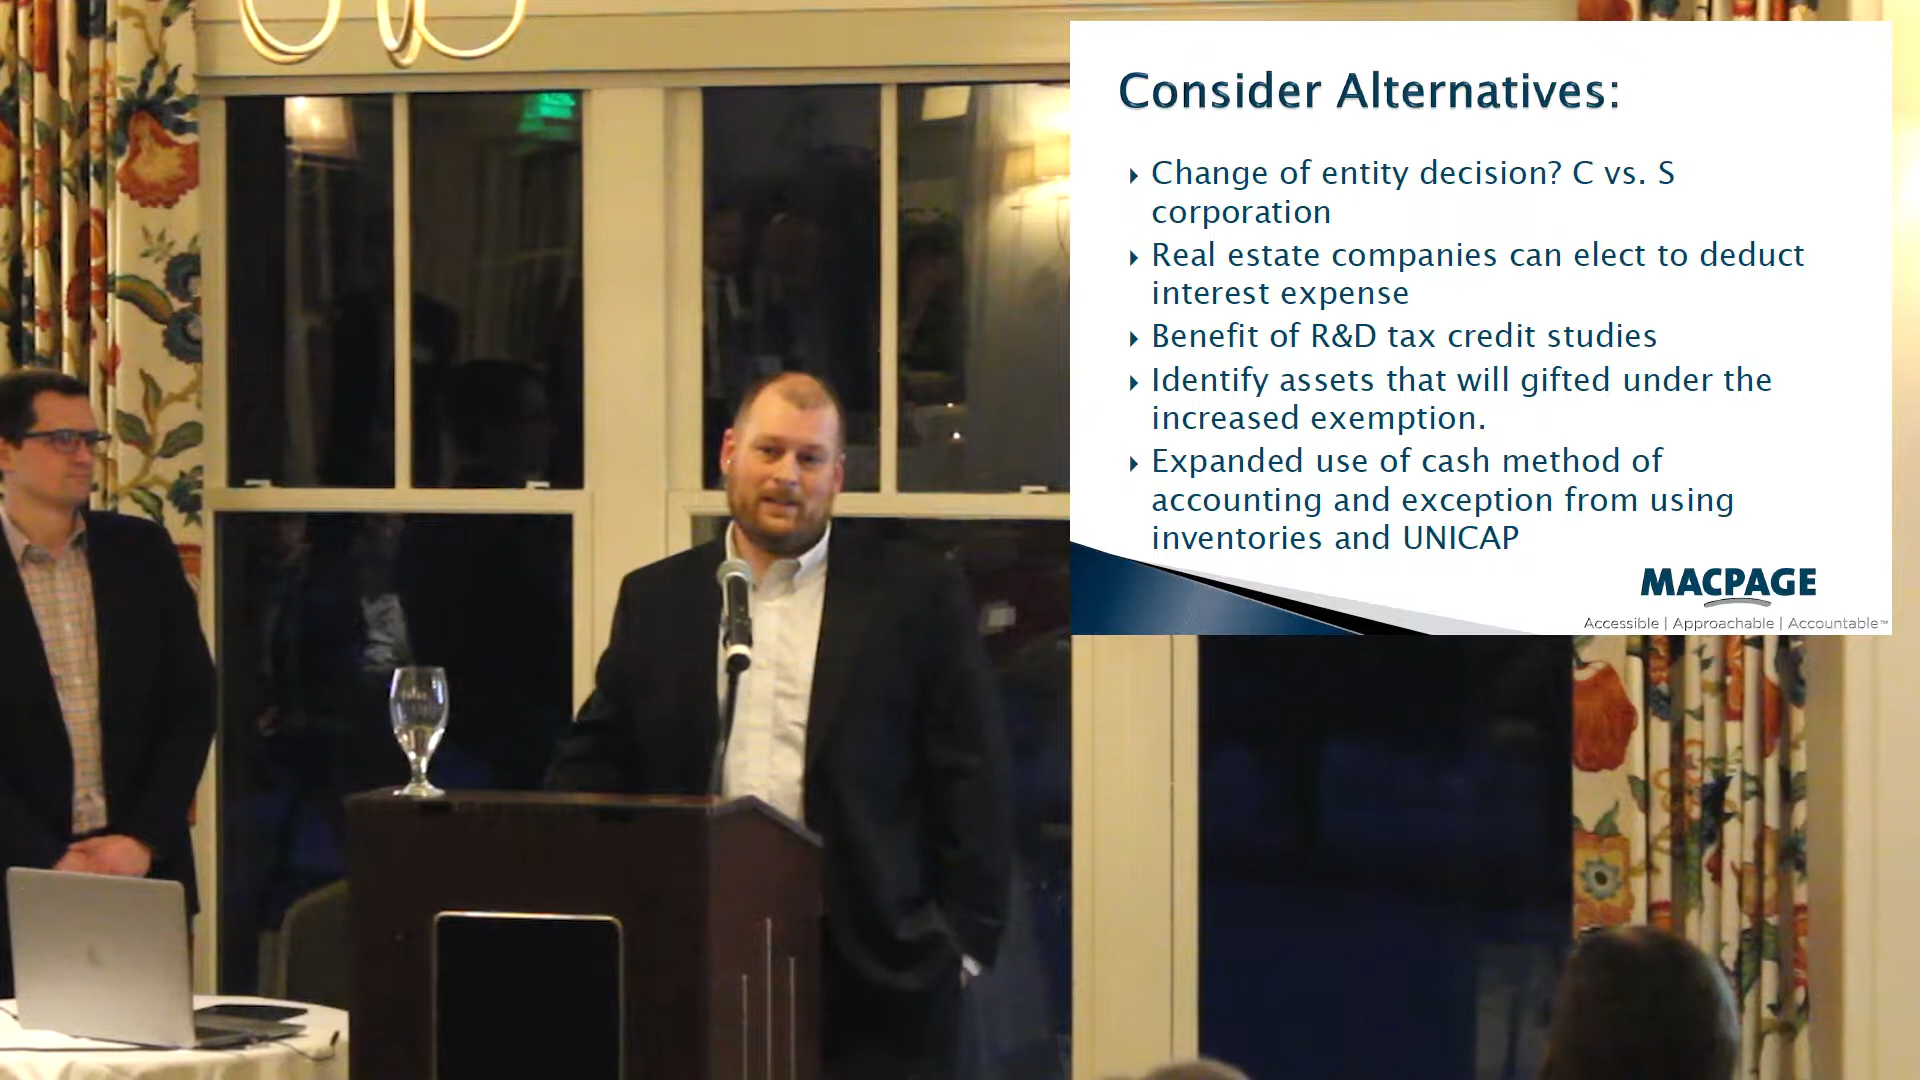 Consider Alternatives:
Change of entity decision? C vs. S
corporation
Real estate companies can elect to deduct
interest expense
Benefit of R&D tax credit studies
Identify assets that will gifted under the
increased exemption.
Expanded use of cash method of
accounting and exception from using
inventories and UNICAP
MACPAGE
Accessible | Approachable | Accountable™